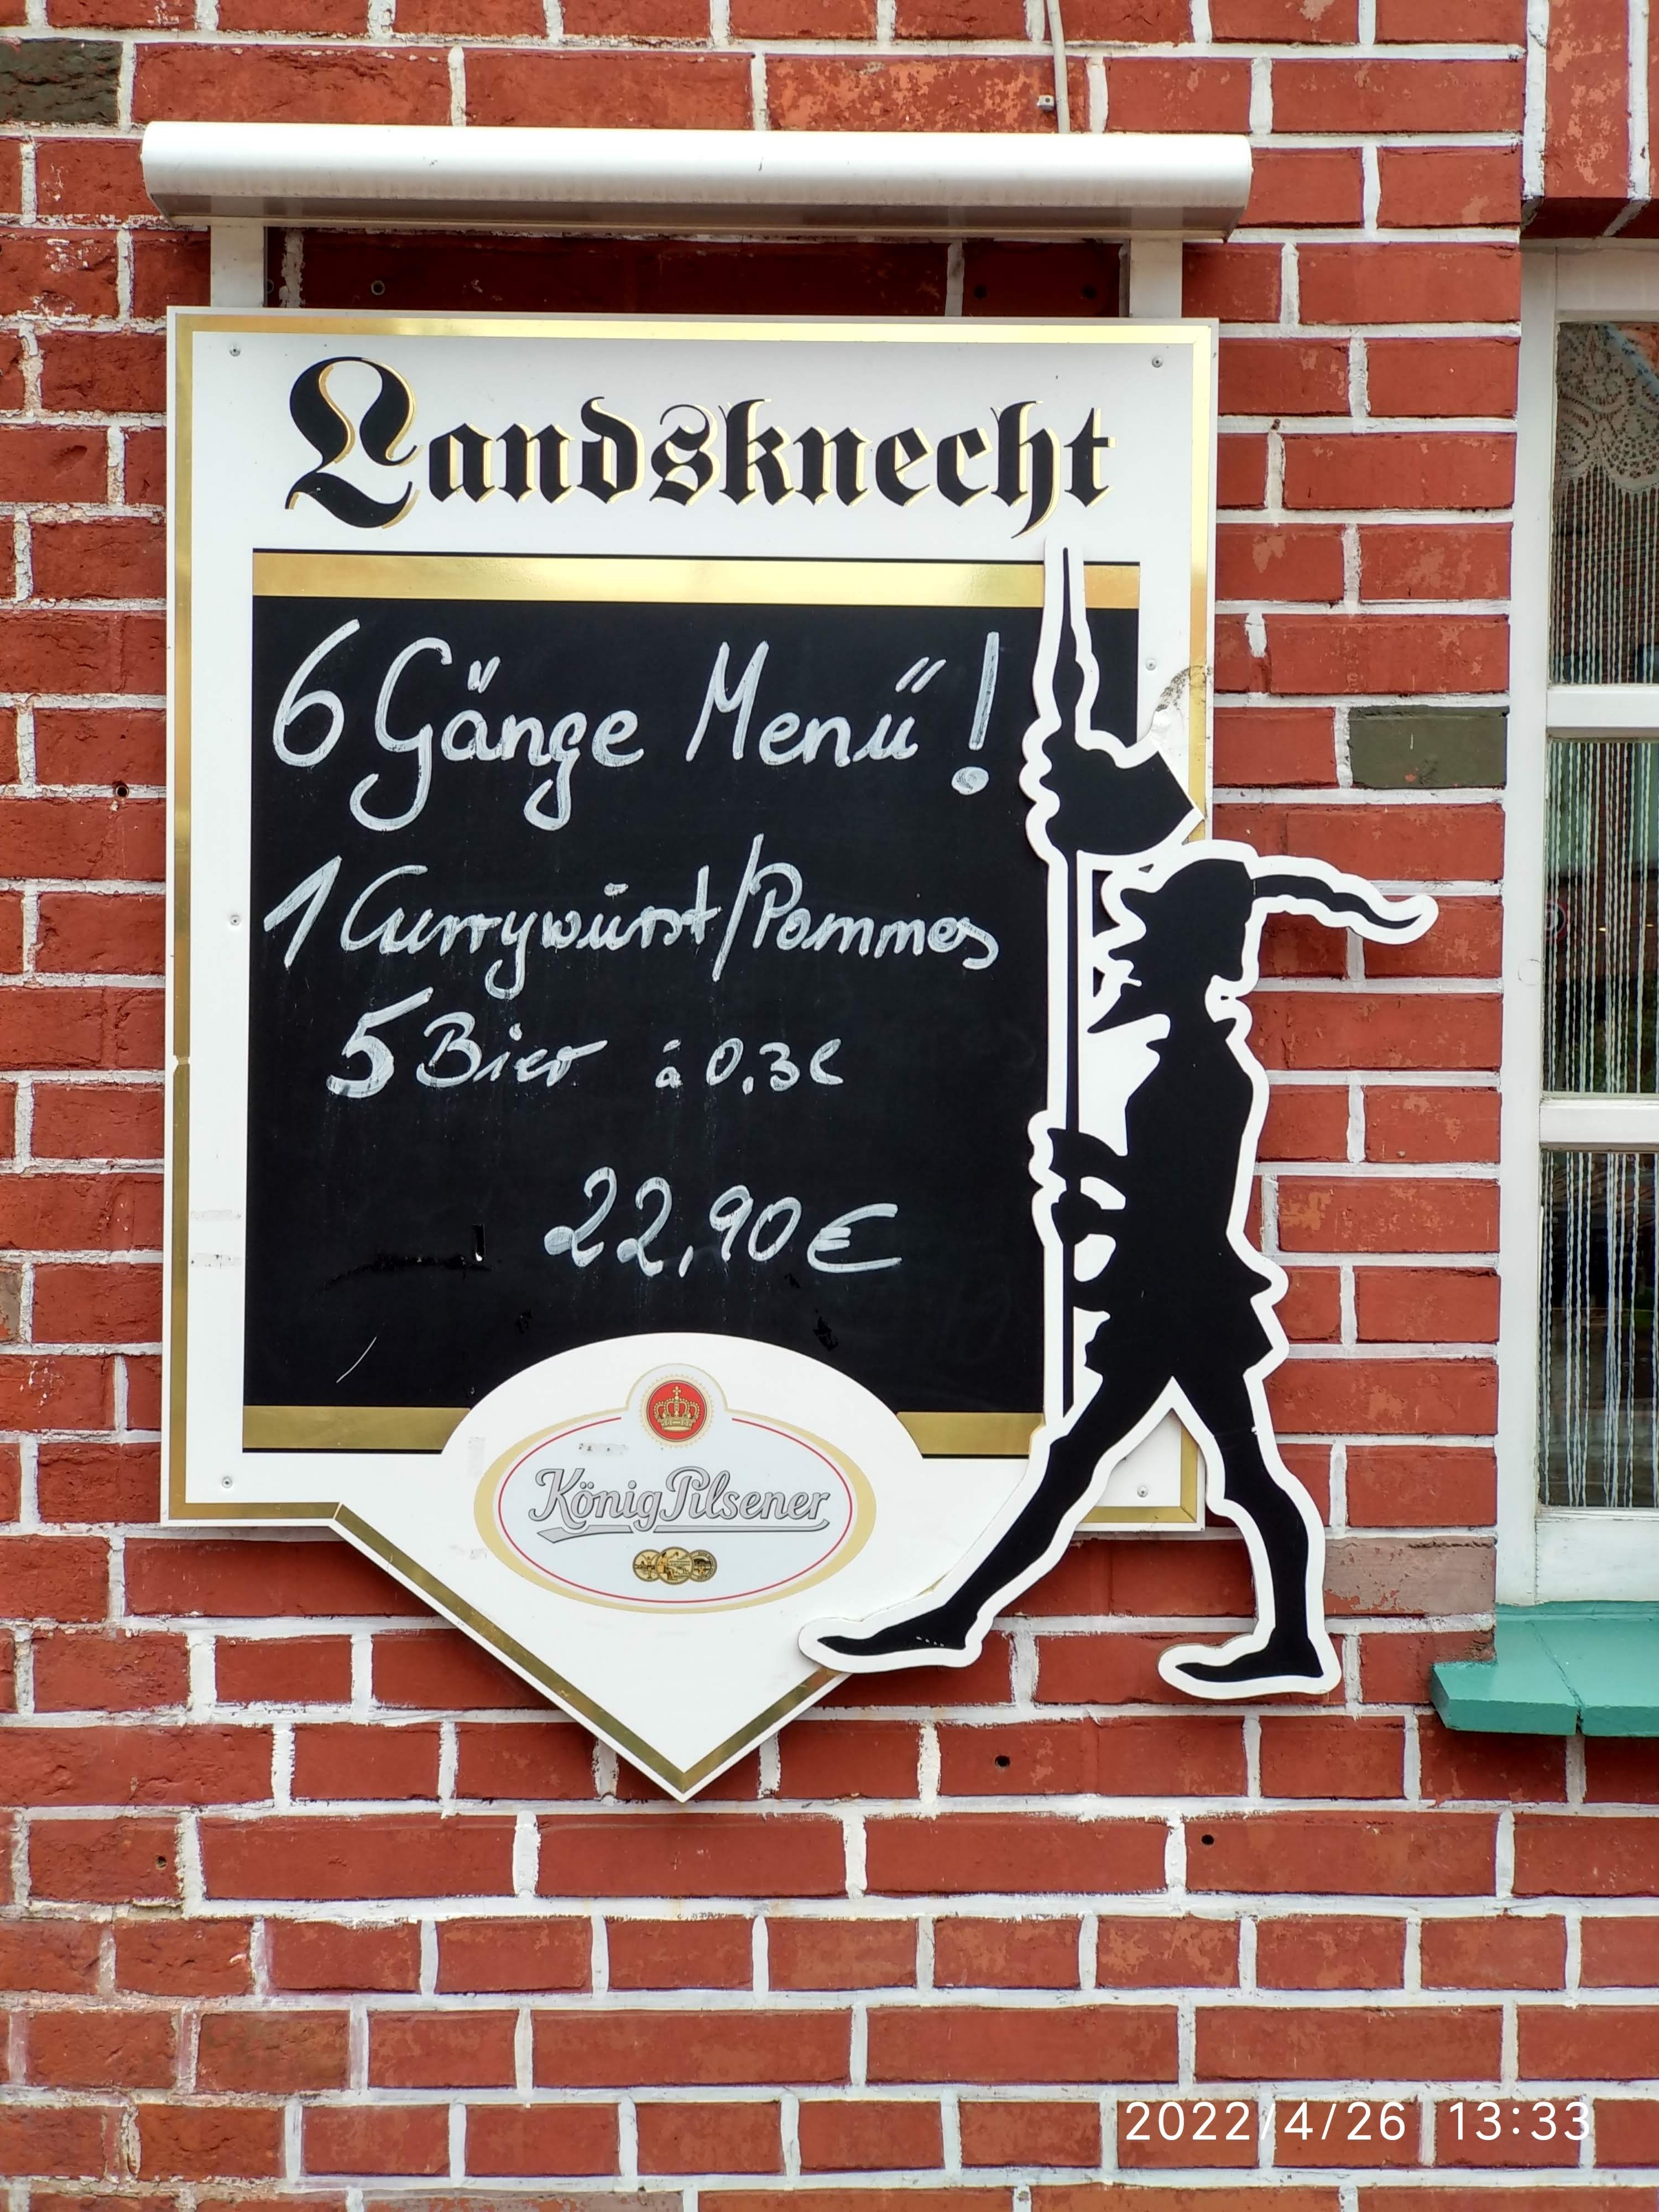 Landsknecht
6 Gänge Menü" !
1 Currywürst/Pommes
5 Bier à 0,3l
22,90 €
König Pilsener
2022/4/26 13:33